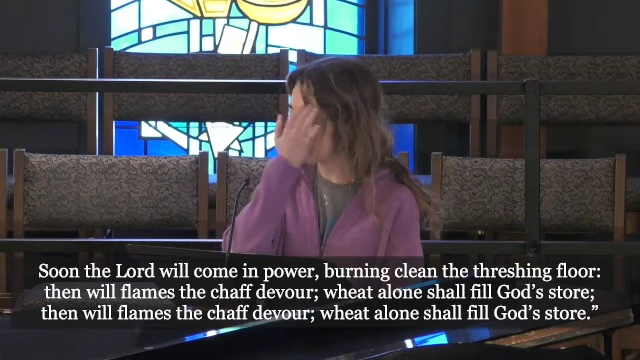 Soon the Lord will come in power, burning clean the threshing floor:
then will flames the chaff devour; wheat alone shall fill God’s store;
then will flames the chaff devour; wheat alone shall fill God’s store.”